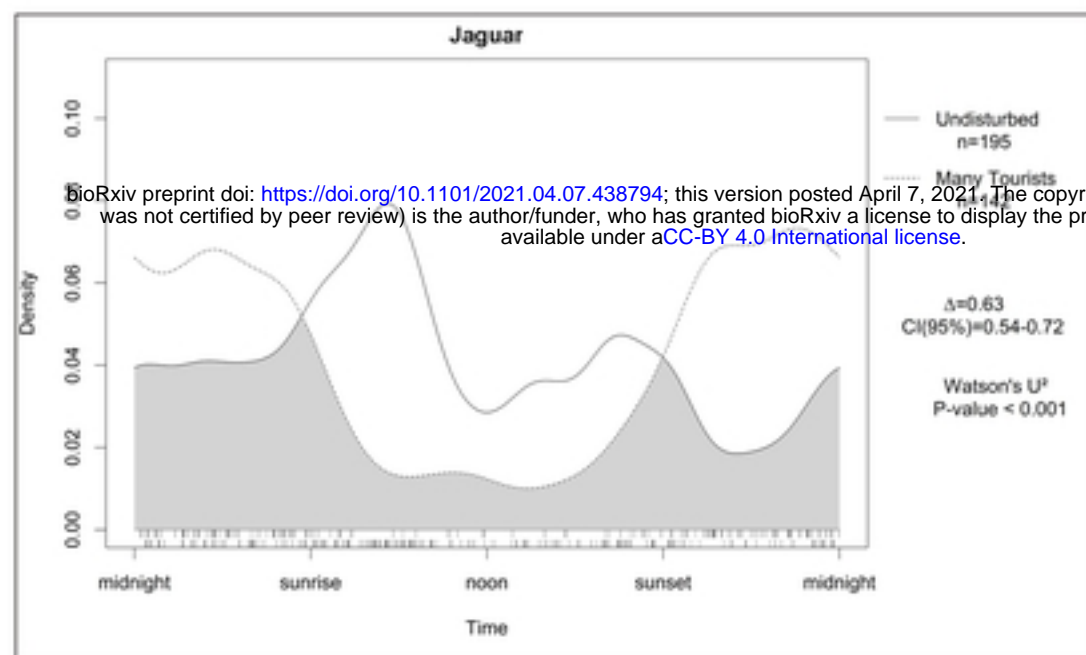 Jaguar
Undisturbed
n=195
Many Tourists
bioRxiv preprint doi: https://doi.org/10.1101/2021.04.07.438794; this version posted April 7, 2021. The copyr
was not certified by peer review) is the author/funder, who has granted bioRxiv a license to display the pr
available under aCC-BY 4.0 International license.
Δ=0.63
CI(95%)=0.54-0.72
Watson's U²
P-value < 0.001
Density
0.10
0.06
0.04
0.02
0.00
midnight sunrise noon sunset midnight
Time